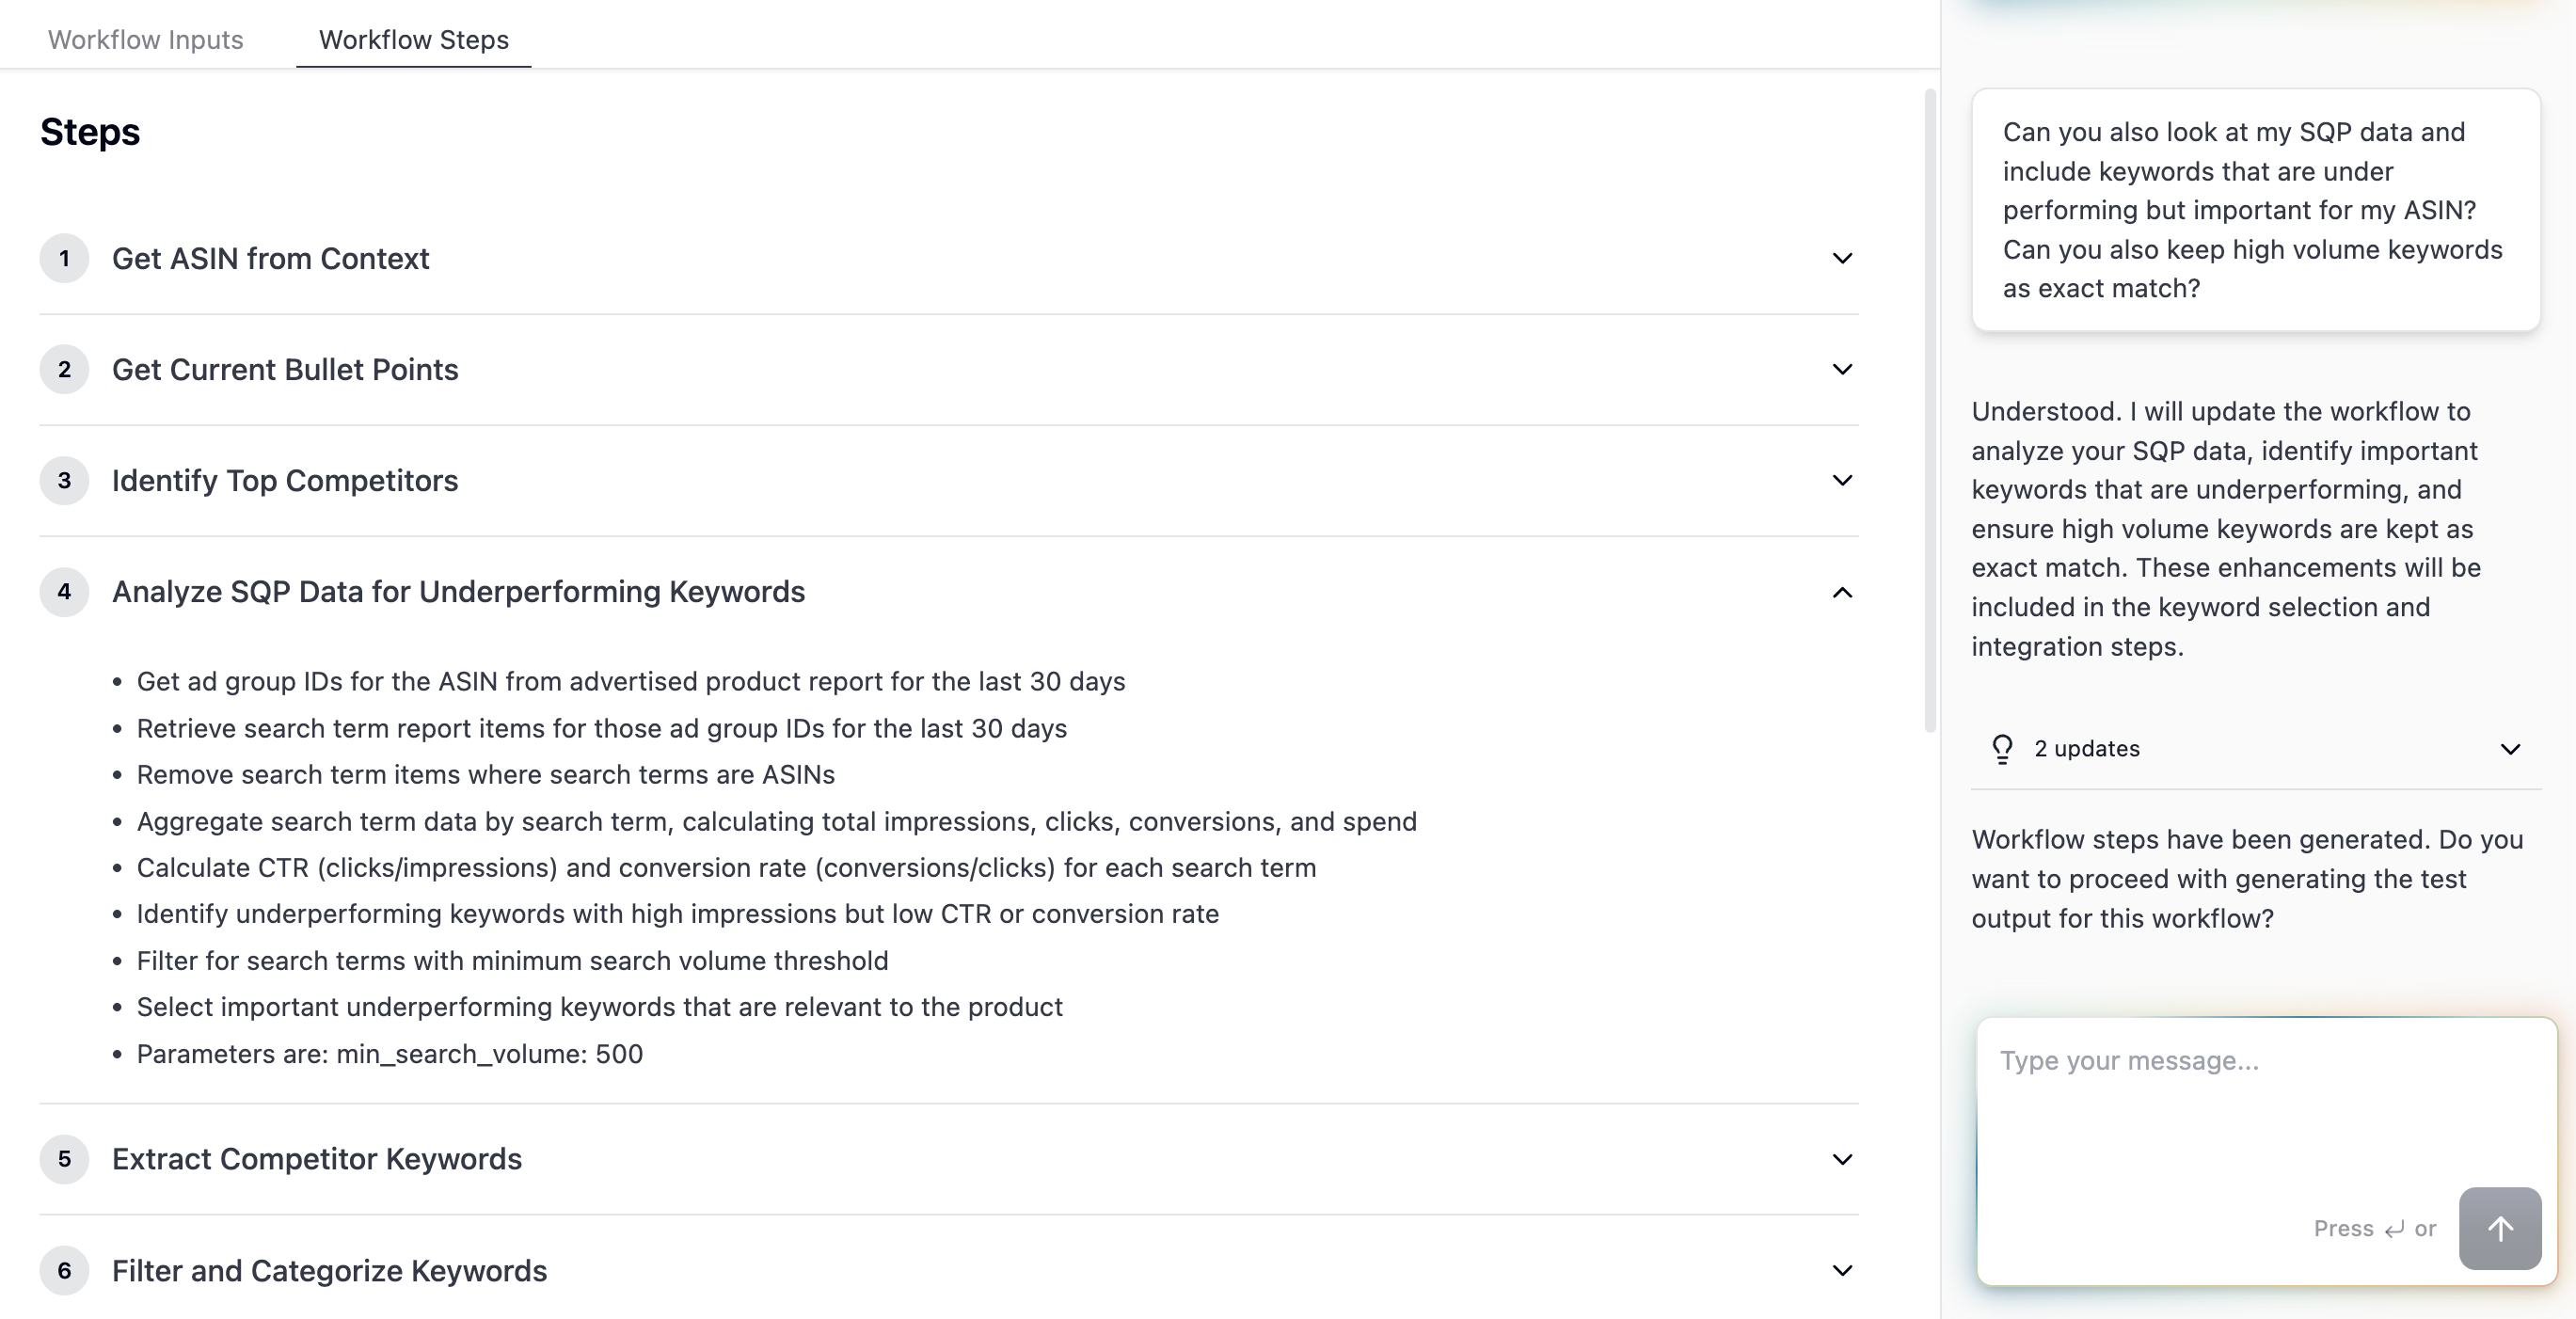 Workflow Inputs
Workflow Steps
Steps
1 Get ASIN from Context
2 Get Current Bullet Points
3 Identify Top Competitors
4 Analyze SQP Data for Underperforming Keywords
• Get ad group IDs for the ASIN from advertised product report for the last 30 days
• Retrieve search term report items for those ad group IDs for the last 30 days
• Remove search term items where search terms are ASINs
• Aggregate search term data by search term, calculating total impressions, clicks, conversions, and spend
• Calculate CTR (clicks/impressions) and conversion rate (conversions/clicks) for each search term
• Identify underperforming keywords with high impressions but low CTR or conversion rate
• Filter for search terms with minimum search volume threshold
• Select important underperforming keywords that are relevant to the product
• Parameters are: min_search_volume: 500
5 Extract Competitor Keywords
6 Filter and Categorize Keywords
Can you also look at my SQP data and
include keywords that are under
performing but important for my ASIN?
Can you also keep high volume keywords
as exact match?
Understood. I will update the workflow to
analyze your SQP data, identify important
keywords that are underperforming, and
ensure high volume keywords are kept as
exact match. These enhancements will be
included in the keyword selection and
integration steps.
2 updates
Workflow steps have been generated. Do you
want to proceed with generating the test
output for this workflow?
Type your message...
Press ↵ or